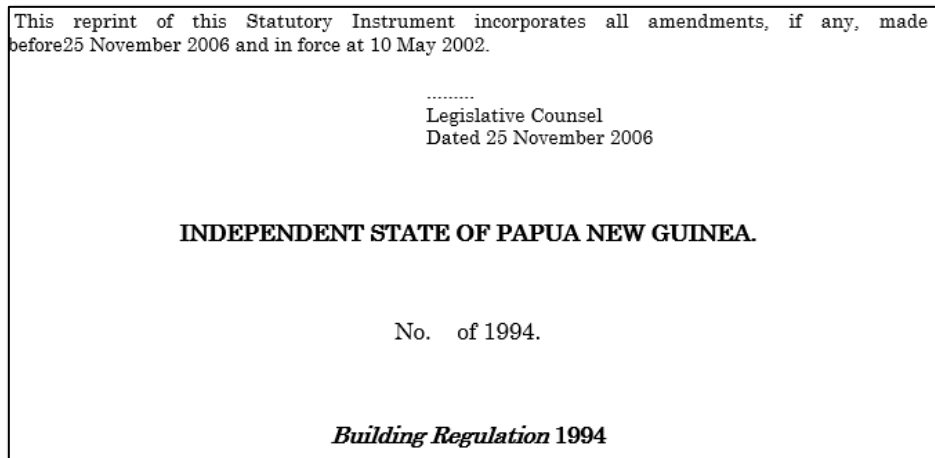 This reprint of this Statutory Instrument incorporates all amendments, if any, made
before25 November 2006 and in force at 10 May 2002.
.........
Legislative Counsel
Dated 25 November 2006
INDEPENDENT STATE OF PAPUA NEW GUINEA.
No. of 1994.
Building Regulation 1994